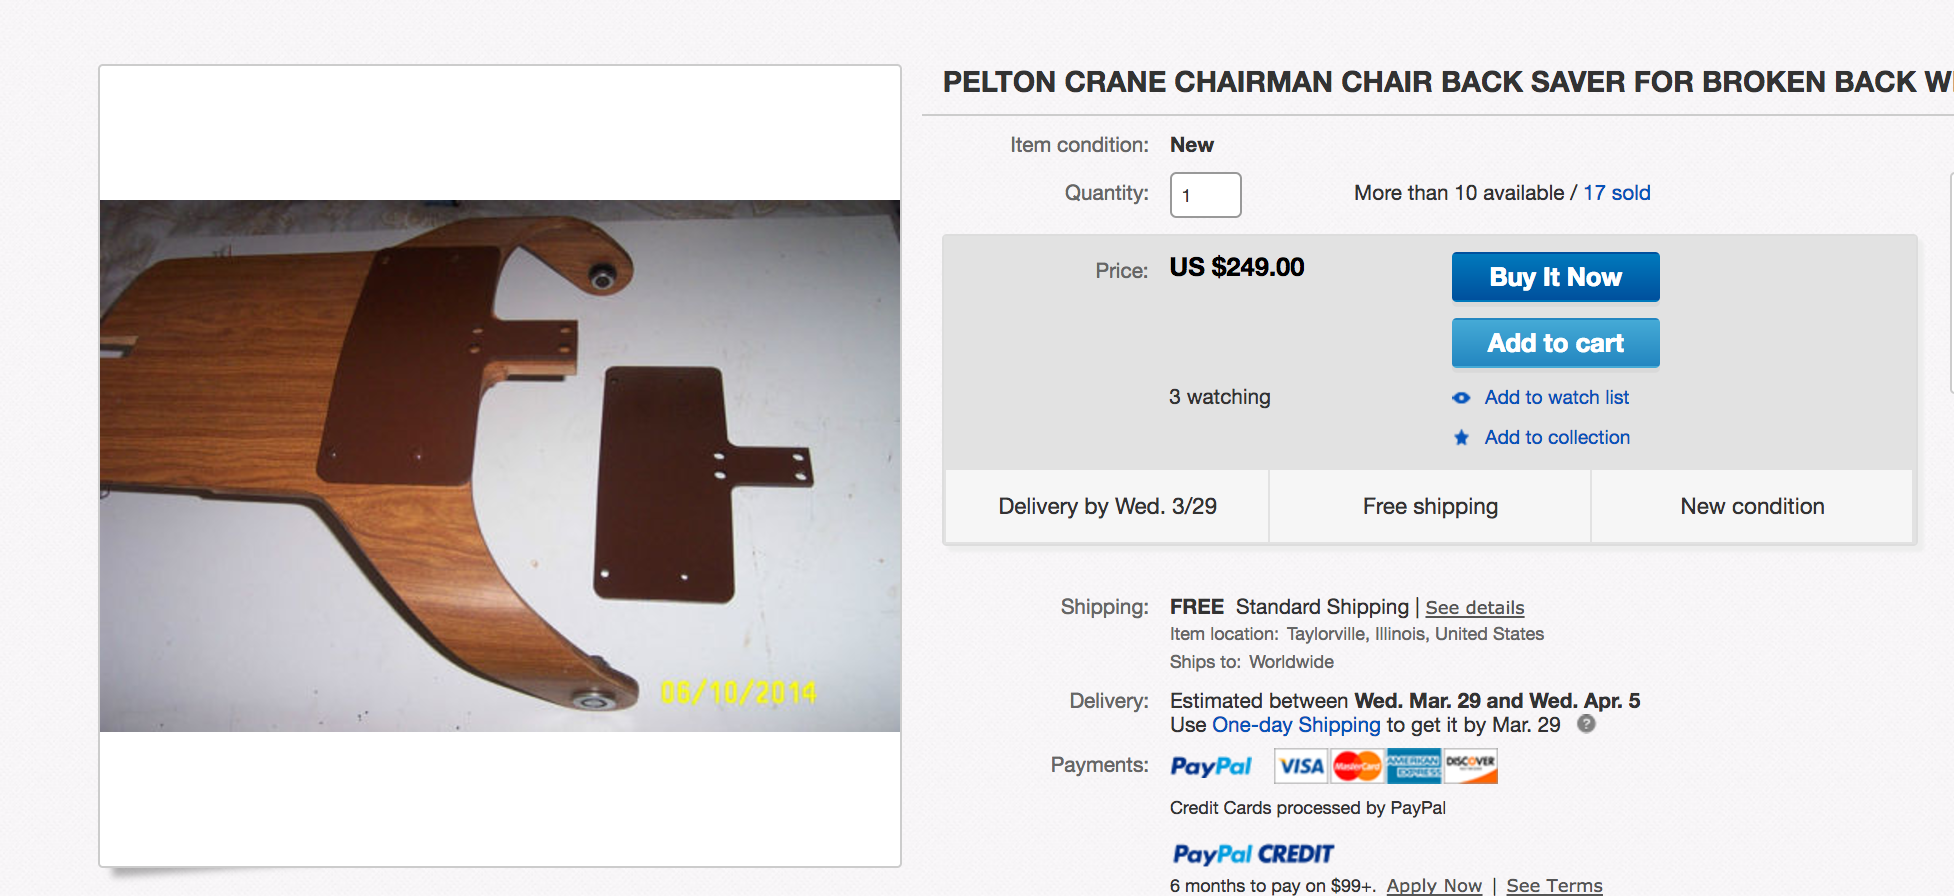 PELTON CRANE CHAIRMAN CHAIR BACK SAVER FOR BROKEN BACK
Item condition: New
Quantity: 1 More than 10 available / 17 sold
Price: US $249.00
Buy It Now
Add to cart
3 watching
Add to watch list
Add to collection
Delivery by Wed. 3/29 Free shipping New condition
Shipping: FREE Standard Shipping | See details
Item location: Taylorville, Illinois, United States
Ships to: Worldwide
06/10/2014
Delivery: Estimated between Wed. Mar. 29 and Wed. Apr. 5
Use One-day Shipping to get it by Mar. 29 ?
Payments: PayPal VISA MasterCard AMERICAN EXPRESS DISCOVER
Credit Cards processed by PayPal
PayPal CREDIT
6 months to pay on $99+. Apply Now | See Terms